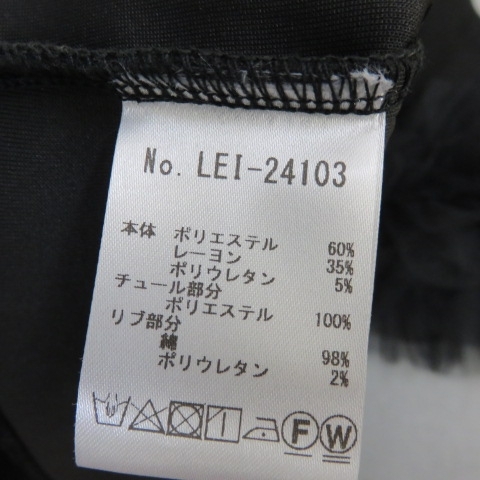 No. LEI-24103
本体 ポリエステル 60%
レーヨン 35%
ポリウレタン 5%
チュール部分
ポリエステル 100%
リブ部分
綿 98%
ポリウレタン 2%
F W